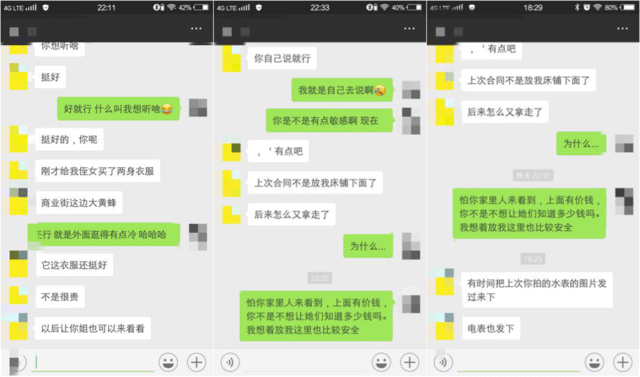 4G LTE
22:11
42%
你想听啥
挺好
好就行 什么叫我想听啥😂
挺好的，你呢
刚才给我侄女买了两身衣服
商业街这边大黄蜂
还行 就是外面逛得有点冷 哈哈哈
它这衣服还挺好
不是很贵
以后让你姐也可以来看看
4G LTE
22:33
40%
你自己说就行
我就是自己去说啊
你是不是有点敏感啊 现在
，‘有点吧
上次合同不是放我床铺下面了
后来怎么又拿走了
为什么...
22:32
怕你家里人来看到，上面有价钱，
你不是不想让她们知道多少钱吗。
我想着放我这里也比较安全
4G LTE
18:29
80%
，‘有点吧
上次合同不是放我床铺下面了
后来怎么又拿走了
为什么...
昨天 22:32
怕你家里人来看到，上面有价钱，
你不是不想让她们知道多少钱吗。
我想着放我这里也比较安全
18:23
有时间把上次你拍的水表的图片发
过来下
电表也发下